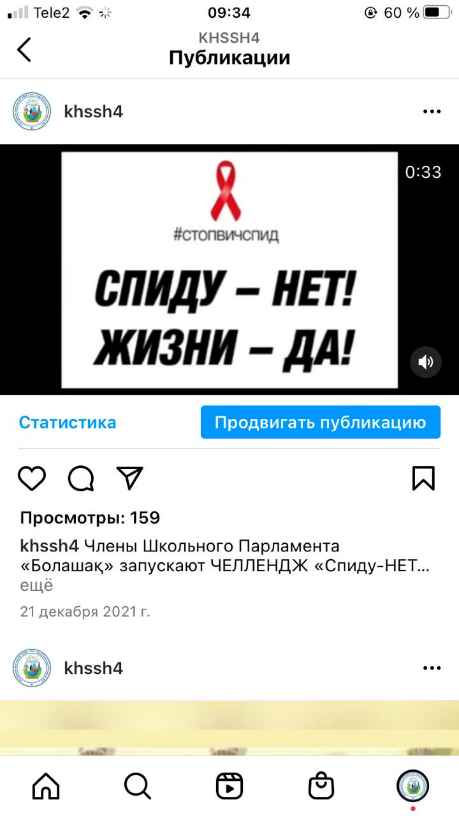 Tele2
09:34
60 %
KHSSH4
Публикации
khssh4
0:33
#СТОПВИЧСПИД
СПИДУ – НЕТ!
ЖИЗНИ – ДА!
Статистика
Продвигать публикацию
Просмотры: 159
khssh4 Члены Школьного Парламента
«Болашақ» запускают ЧЕЛЛЕНДЖ «Спиду-НЕТ...
ещё
21 декабря 2021 г.
khssh4